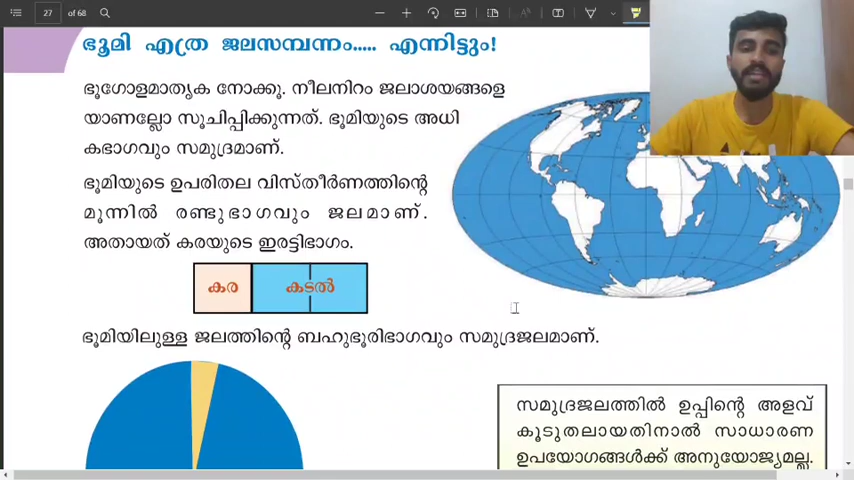 27 of 68
ഭൂമി എത്ര ജലസമ്പന്നം..... എന്നിട്ടും!
ഭൂഗോളമാതൃക നോക്കൂ. നീലനിറം ജലാശയങ്ങളെ
യാണല്ലോ സൂചിപ്പിക്കുന്നത്. ഭൂമിയുടെ അധി
കഭാഗവും സമുദ്രമാണ്.
ഭൂമിയുടെ ഉപരിതല വിസ്തീർണത്തിന്റെ
മൂന്നിൽ രണ്ടുഭാഗവും ജലമാണ്.
അതായത് കരയുടെ ഇരട്ടിഭാഗം.
കര കടൽ
ഭൂമിയിലുള്ള ജലത്തിന്റെ ബഹുഭൂരിഭാഗവും സമുദ്രജലമാണ്.
സമുദ്രജലത്തിൽ ഉപ്പിന്റെ അളവ്
കൂടുതലായതിനാൽ സാധാരണ
ഉപയോഗങ്ങൾക്ക് അനുയോജ്യമല്ല.